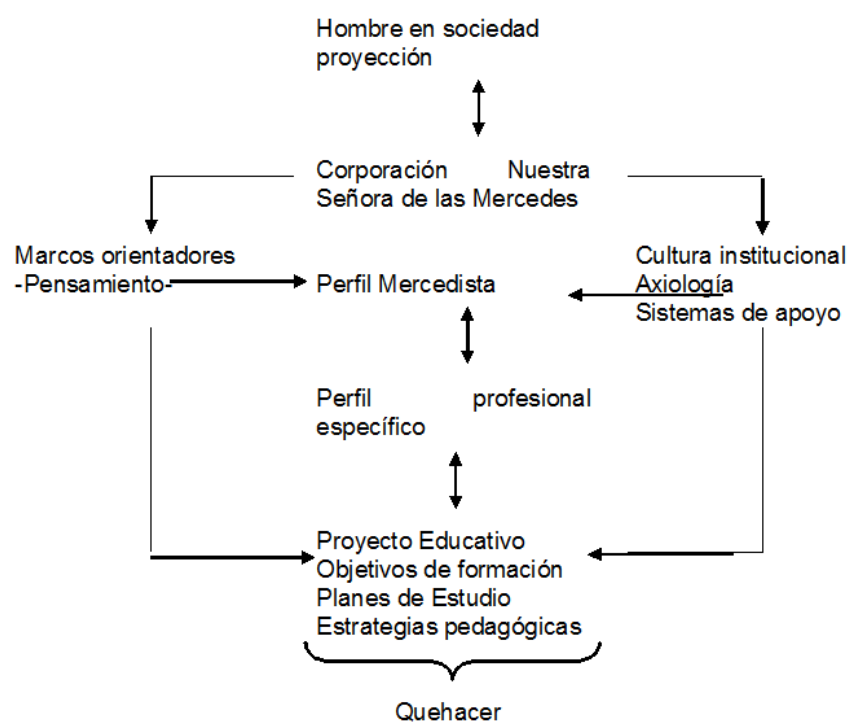 Hombre en sociedad
proyección
Corporación Nuestra
Señora de las Mercedes
Marcos orientadores
-Pensamiento-
Perfil Mercedista
Cultura institucional
Axiología
Sistemas de apoyo
Perfil profesional
específico
Proyecto Educativo
Objetivos de formación
Planes de Estudio
Estrategias pedagógicas
Quehacer